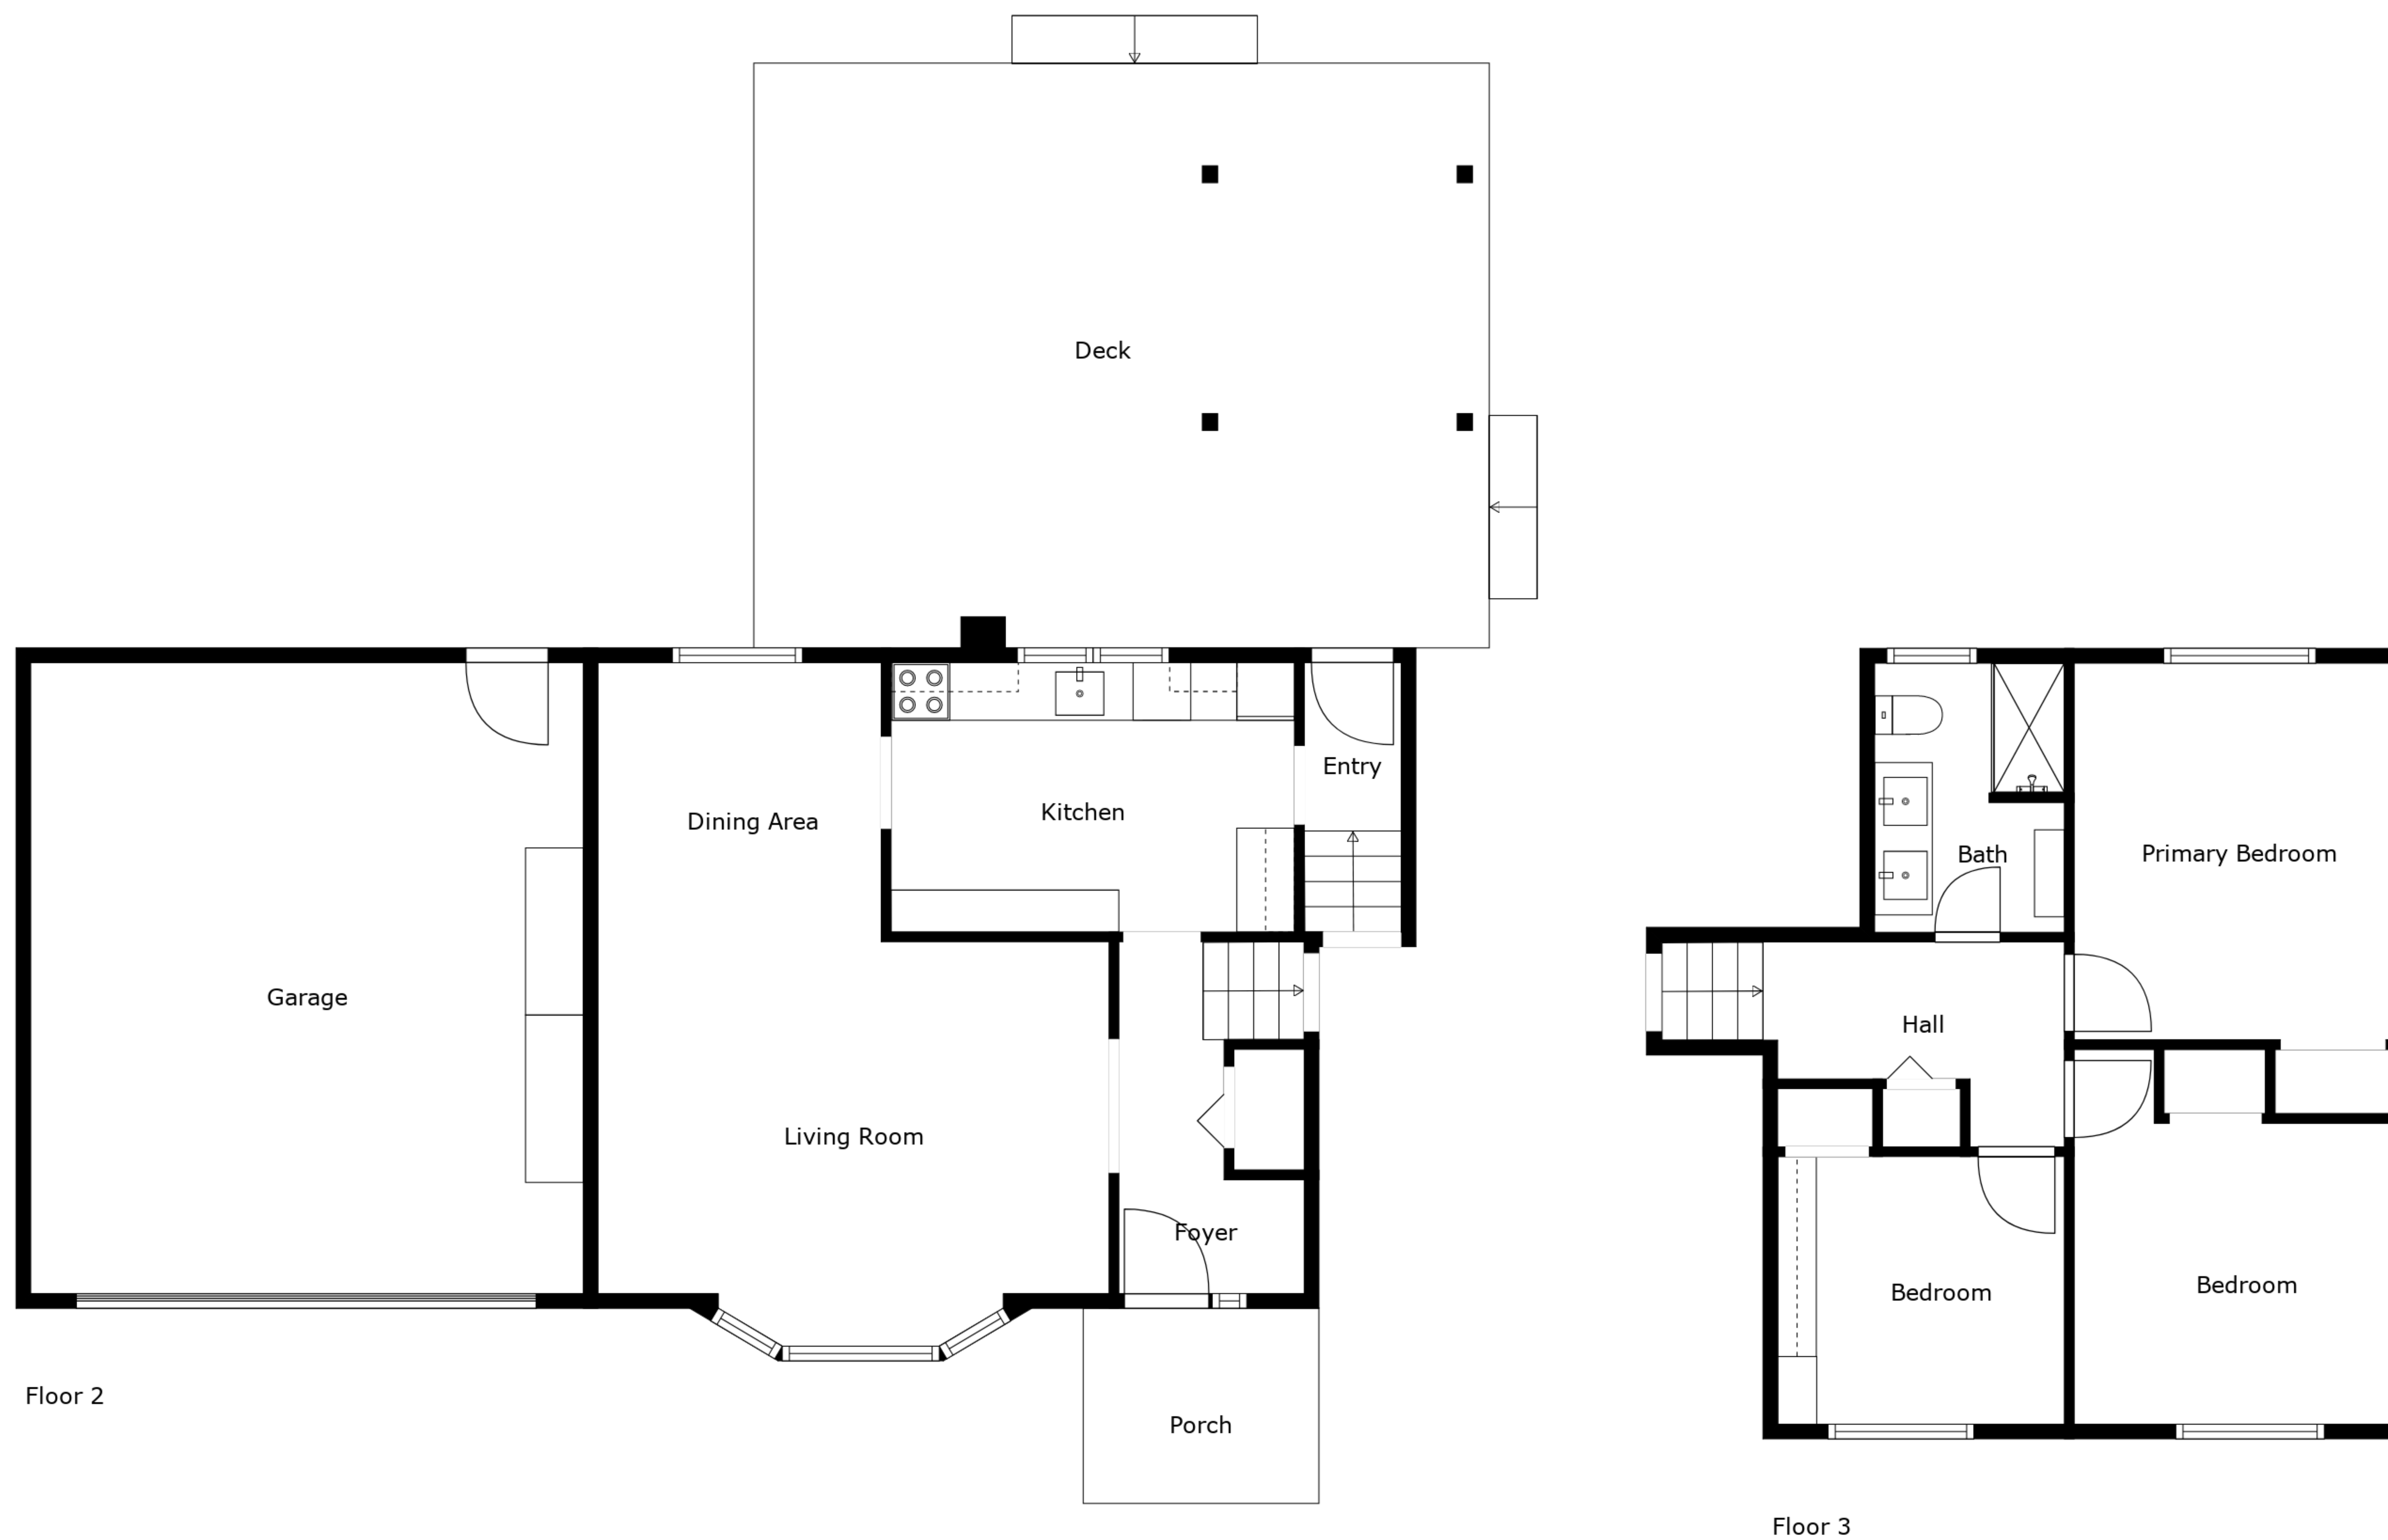 Deck
Entry
Kitchen
Dining Area
Garage
Living Room
Foyer
Porch
Floor 2
Bath
Primary Bedroom
Hall
Bedroom
Bedroom
Floor 3